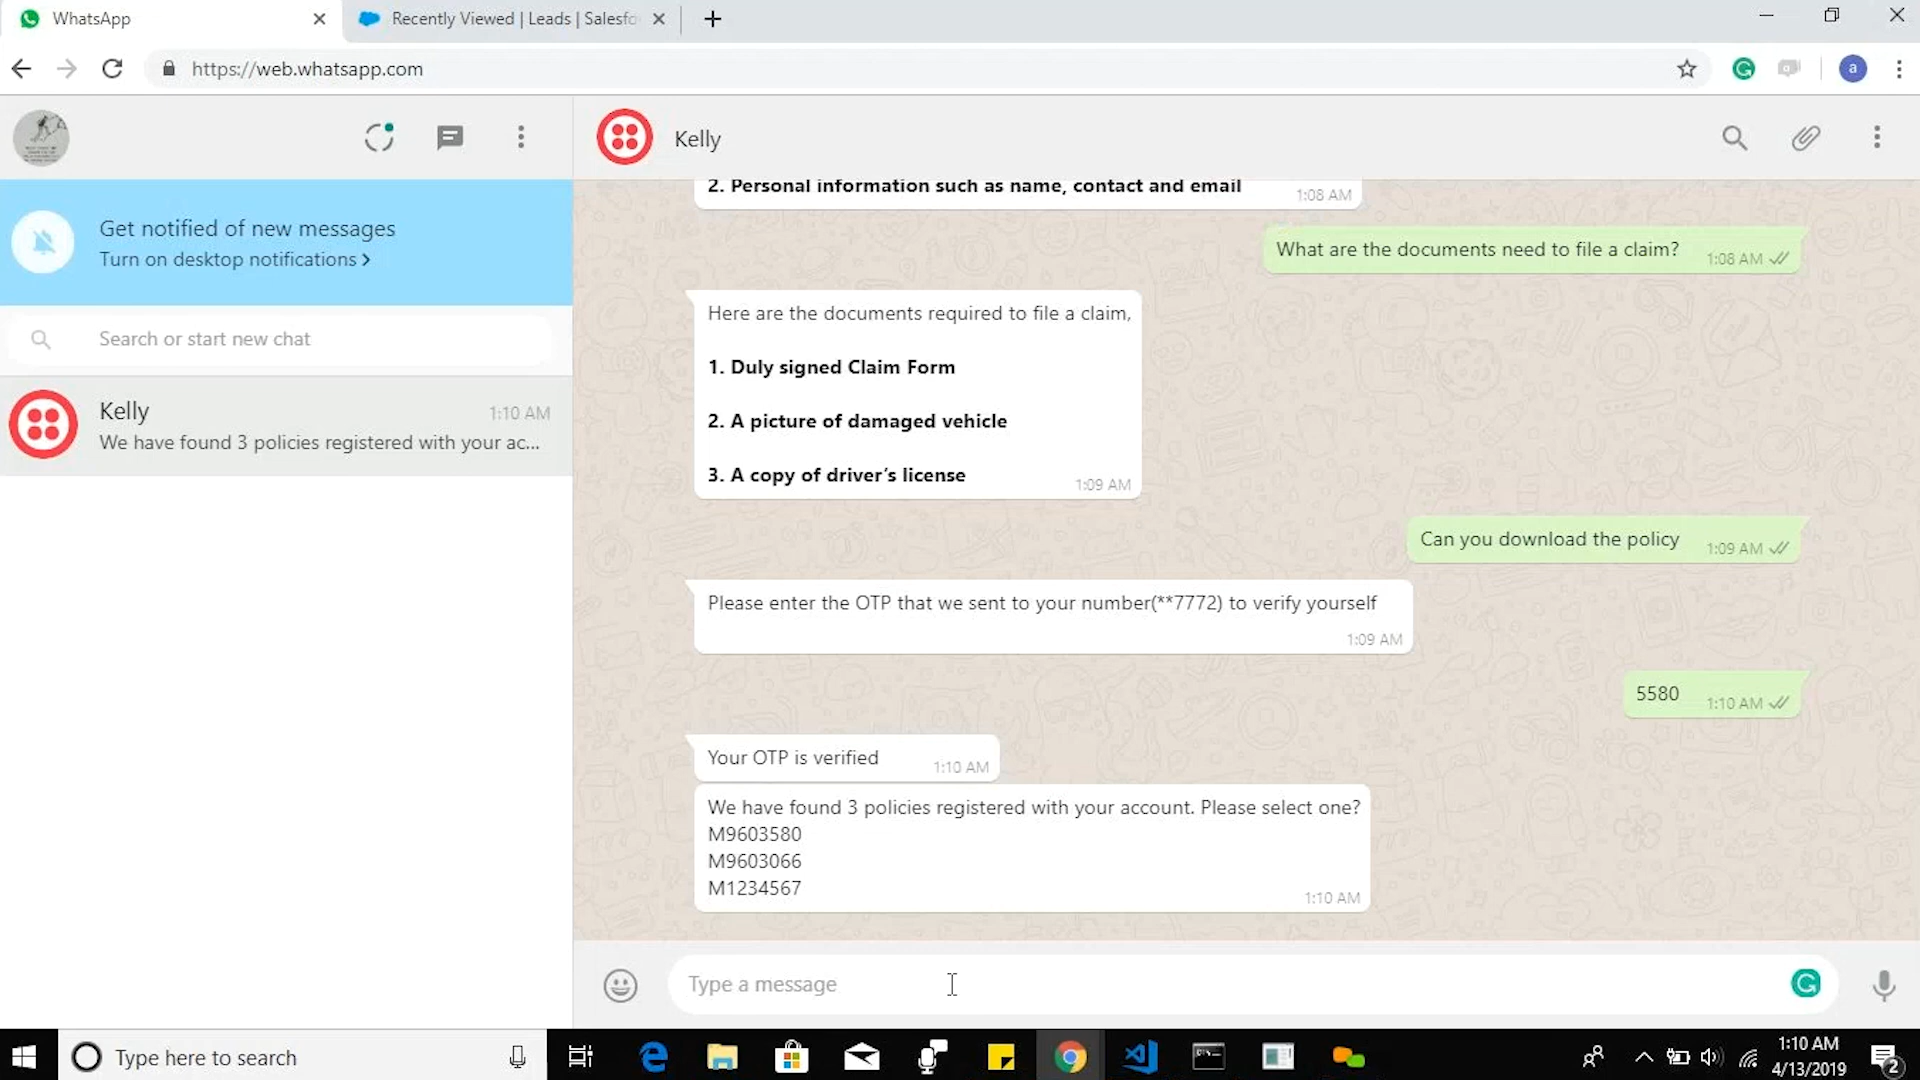 WhatsApp
Recently Viewed | Leads | Salesfo
https://web.whatsapp.com
a
Kelly
Get notified of new messages
Turn on desktop notifications >
Search or start new chat
Kelly
1:10 AM
We have found 3 policies registered with your ac...
2. Personal information such as name, contact and email
1:08 AM
What are the documents need to file a claim?
1:08 AM
Here are the documents required to file a claim,
1. Duly signed Claim Form
2. A picture of damaged vehicle
3. A copy of driver’s license
1:09 AM
Can you download the policy
1:09 AM
Please enter the OTP that we sent to your number(**7772) to verify yourself
1:09 AM
5580
1:10 AM
Your OTP is verified
1:10 AM
We have found 3 policies registered with your account. Please select one?
M9603580
M9603066
M1234567
1:10 AM
Type a message
Type here to search
1:10 AM
4/13/2019
2